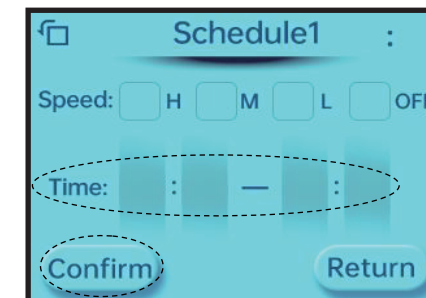 Schedule1 :
Speed: H M L OFF
Time: : — :
Confirm Return